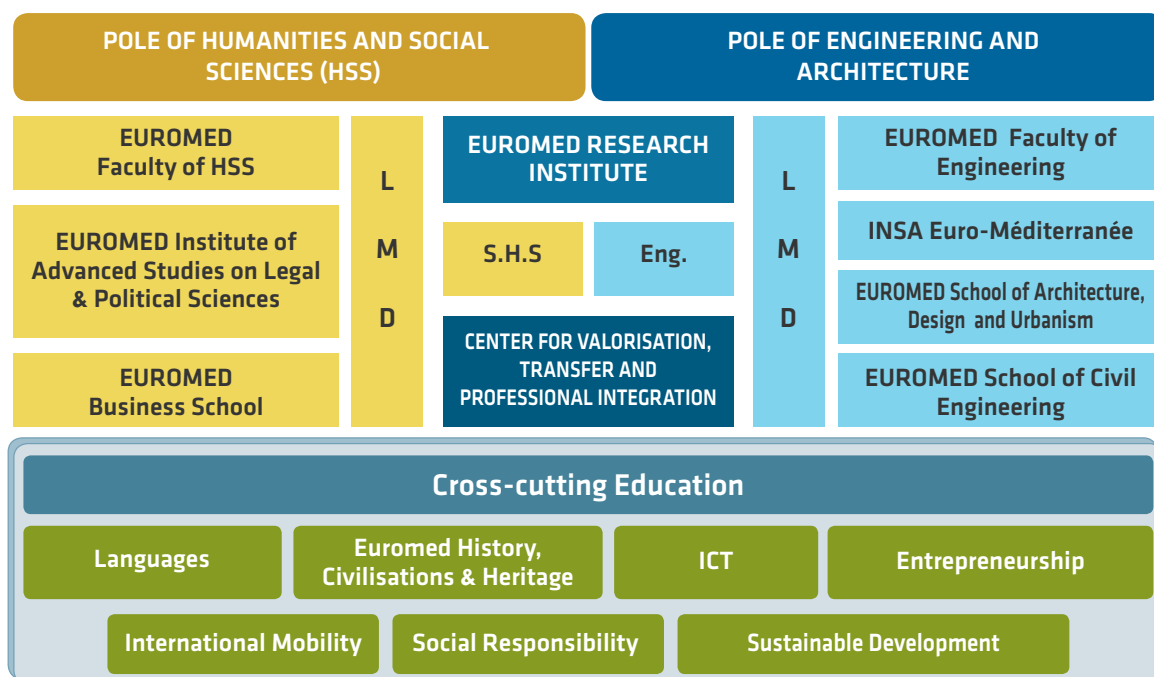 POLE OF HUMANITIES AND SOCIAL
SCIENCES (HSS)
POLE OF ENGINEERING AND
ARCHITECTURE
EUROMED
Faculty of HSS
EUROMED Institute of
Advanced Studies on Legal
& Political Sciences
EUROMED
Business School
L
M
D
EUROMED RESEARCH
INSTITUTE
S.H.S
Eng.
CENTER FOR VALORISATION,
TRANSFER AND
PROFESSIONAL INTEGRATION
L
M
D
EUROMED Faculty of
Engineering
INSA Euro-Méditerranée
EUROMED School of Architecture,
Design and Urbanism
EUROMED School of Civil
Engineering
Cross-cutting Education
Languages
Euromed History,
Civilisations & Heritage
ICT
Entrepreneurship
International Mobility
Social Responsibility
Sustainable Development